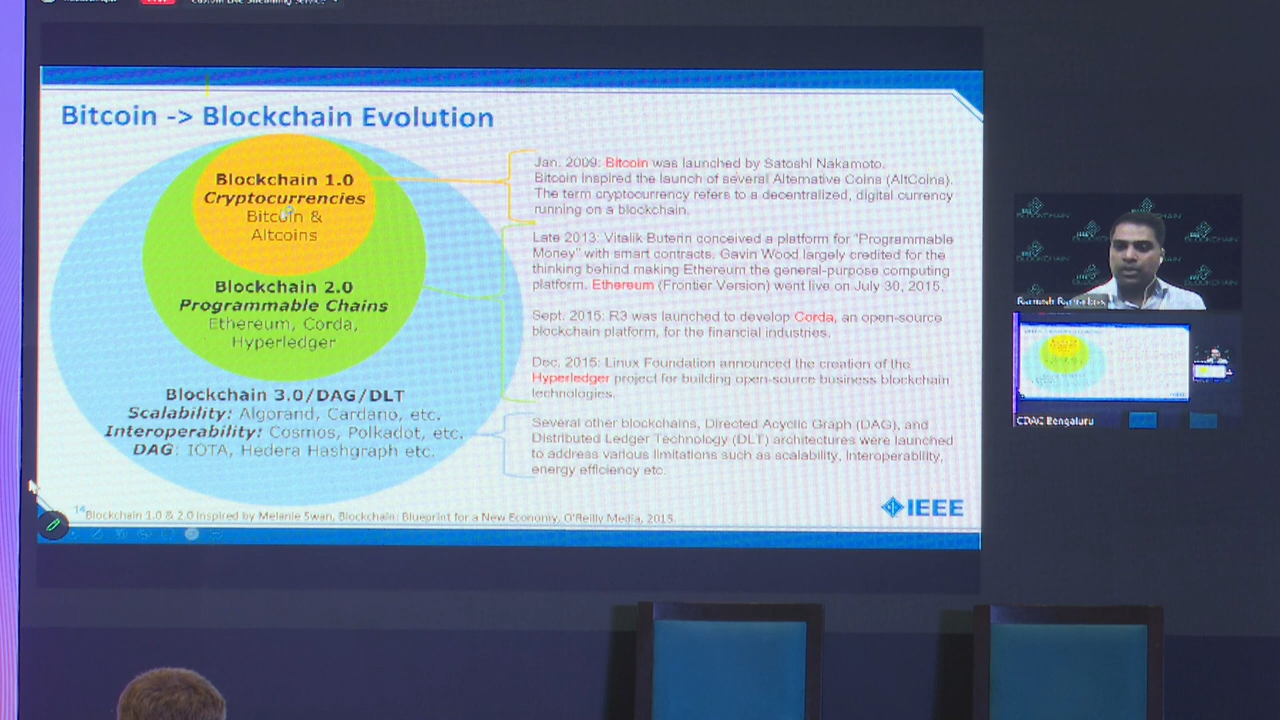 Bitcoin -> Blockchain Evolution
Blockchain 1.0
Cryptocurrencies
Bitcoin &
Altcoins
Blockchain 2.0
Programmable Chains
Ethereum, Corda,
Hyperledger
Blockchain 3.0/DAG/DLT
Scalability: Algorand, Cardano, etc.
Interoperability: Cosmos, Polkadot, etc.
DAG: IOTA, Hedera Hashgraph etc.
Jan. 2009: Bitcoin was launched by Satoshi Nakamoto.
Bitcoin inspired the launch of several Alternative Coins (AltCoins).
The term cryptocurrency refers to a decentralized, digital currency
running on a blockchain.
Late 2013: Vitalik Buterin conceived a platform for "Programmable
Money" with smart contracts. Gavin Wood largely credited for the
thinking behind making Ethereum the general-purpose computing
platform. Ethereum (Frontier Version) went live on July 30, 2015.
Sept. 2015: R3 was launched to develop Corda, an open-source
blockchain platform, for the financial industries.
Dec. 2015: Linux Foundation announced the creation of the
Hyperledger project for building open-source business blockchain
technologies.
Several other blockchains, Directed Acyclic Graph (DAG), and
Distributed Ledger Technology (DLT) architectures were launched
to address various limitations such as scalability, interoperability,
energy efficiency etc.
14 Blockchain 1.0 & 2.0 inspired by Melanie Swan, Blockchain: Blueprint for a New Economy, O'Reilly Media, 2015.
IEEE
BLOCKCHAIN
CDAC Bengaluru